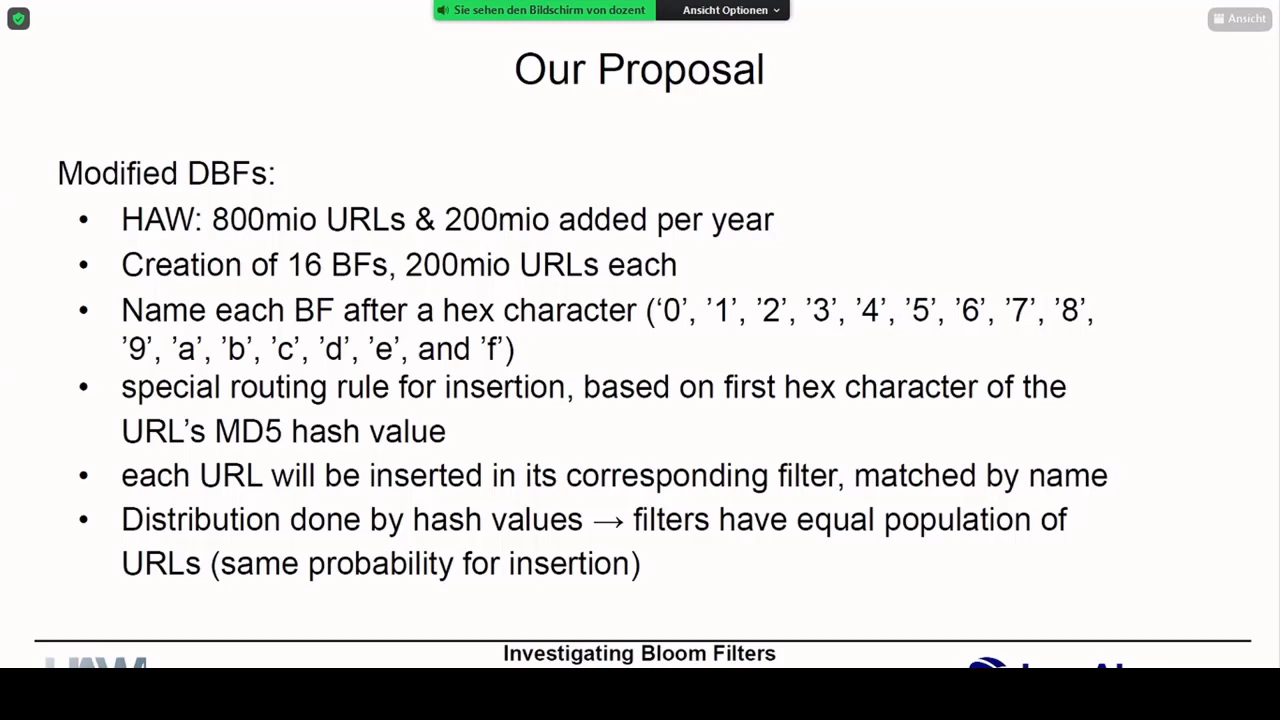 Sie sehen den Bildschirm von dozent
Ansicht Optionen
Ansicht
Our Proposal
Modified DBFs:
• HAW: 800mio URLs & 200mio added per year
• Creation of 16 BFs, 200mio URLs each
• Name each BF after a hex character (‘0’, ’1’, ’2’, ’3’, ’4’, ’5’, ’6’, ’7’, ’8’,
’9’, ’a’, ’b’, ’c’, ’d’, ’e’, and ’f’)
• special routing rule for insertion, based on first hex character of the
URL’s MD5 hash value
• each URL will be inserted in its corresponding filter, matched by name
• Distribution done by hash values → filters have equal population of
URLs (same probability for insertion)
Investigating Bloom Filters